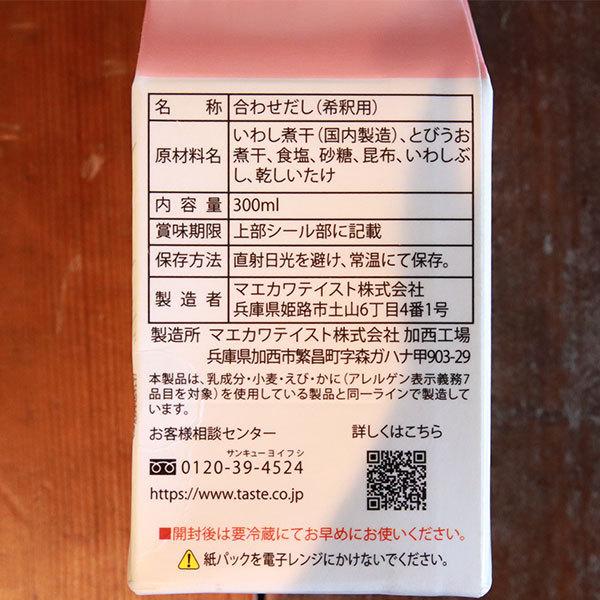 名称 合わせだし(希釈用)
原材料名 いわし煮干(国内製造)、とびうお
煮干、食塩、砂糖、昆布、いわしぶ
し、乾しいたけ
内容量 300ml
賞味期限 上部シール部に記載
保存方法 直射日光を避け、常温にて保存。
製造者 マエカワテイスト株式会社
兵庫県姫路市土山6丁目4番1号
製造所 マエカワテイスト株式会社 加西工場
兵庫県加西市繁昌町字森ガハナ甲903-29
本製品は、乳成分・小麦・えび・かに(アレルゲン表示義務7
品目を対象)を使用している製品と同一ラインで製造して
います。
お客様相談センター 詳しくはこちら
サンキューヨイフシ
0120-39-4524
https://www.taste.co.jp
■開封後は要冷蔵にてお早めにお使いください。
紙パックを電子レンジにかけないでください。